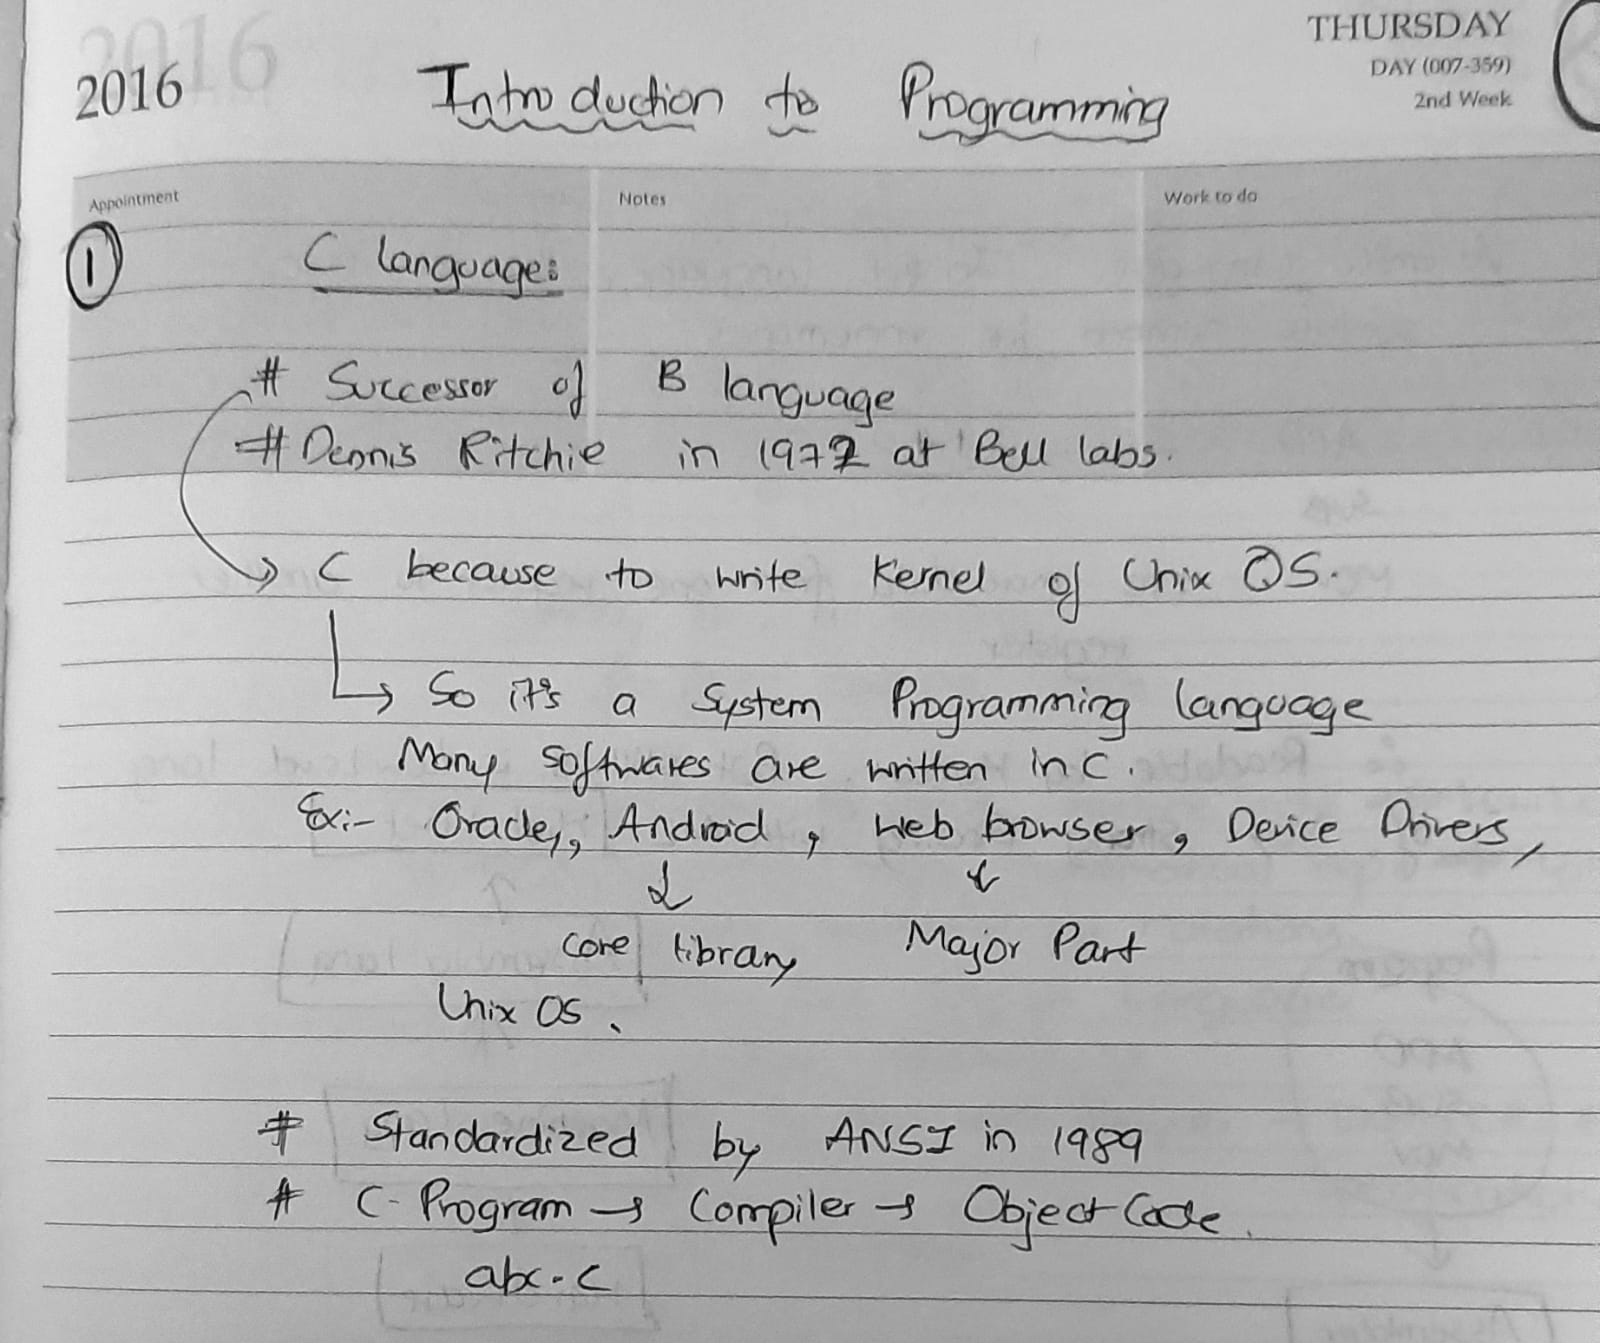 2016
THURSDAY
DAY (007-359)
2nd Week
Introduction to Programming
Appointment Notes Work to do
1 C language:
# Successor of B language
# Dennis Ritchie in 1972 at Bell labs.
C because to write Kernel of Unix OS.
So it's a System Programming language
Many softwares are written in C.
Ex:- Oracle, Android, web browser, Device Drivers,
core library Major Part
Unix OS.
# Standardized by ANSI in 1989
# C-Program → Compiler → Object Code.
abc.c